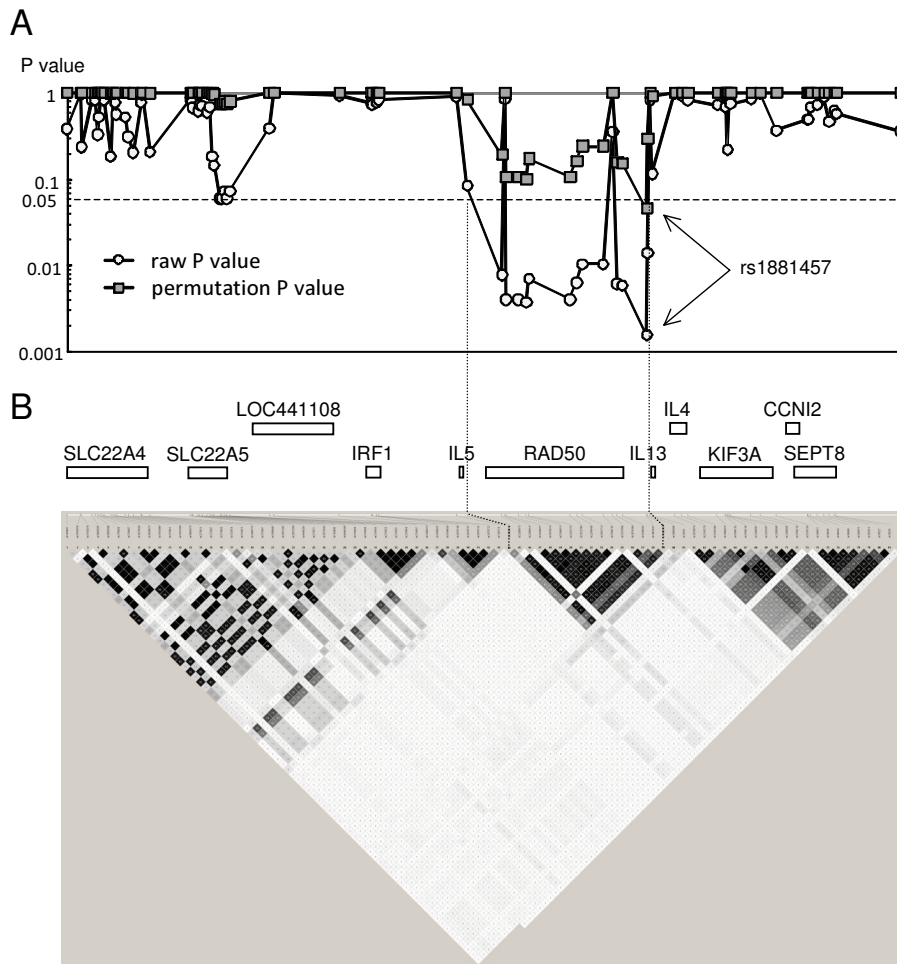 A
P value
1
0.1
0.05
0.01
0.001
raw P value
permutation P value
rs1881457
B
LOC441108
IL4
CCNI2
SLC22A4
SLC22A5
IRF1
IL5
RAD50
IL13
KIF3A
SEPT8